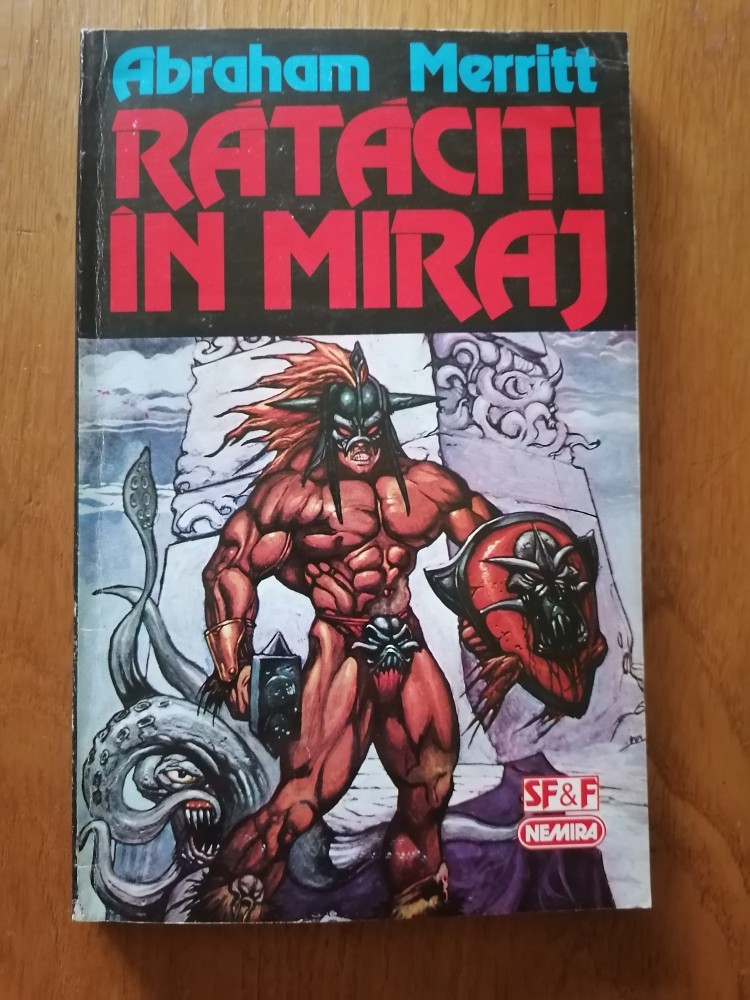 Abraham Merritt
RĂTĂCIȚI
ÎN MIRAJ
SF&F
NEMIRA